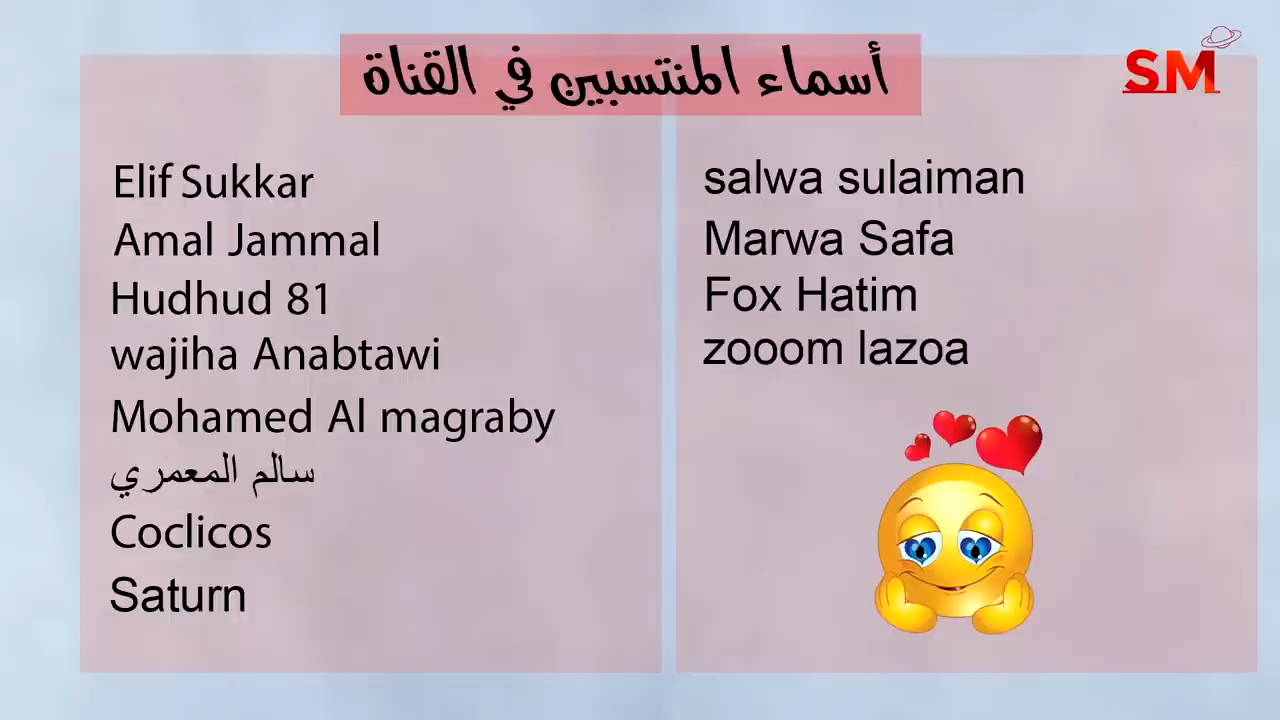 أسماء المنتسبين في القناة
SM
Elif Sukkar
Amal Jammal
Hudhud 81
wajiha Anabtawi
Mohamed Al magraby
سالم المعمري
Coclicos
Saturn
salwa sulaiman
Marwa Safa
Fox Hatim
zooom lazoa